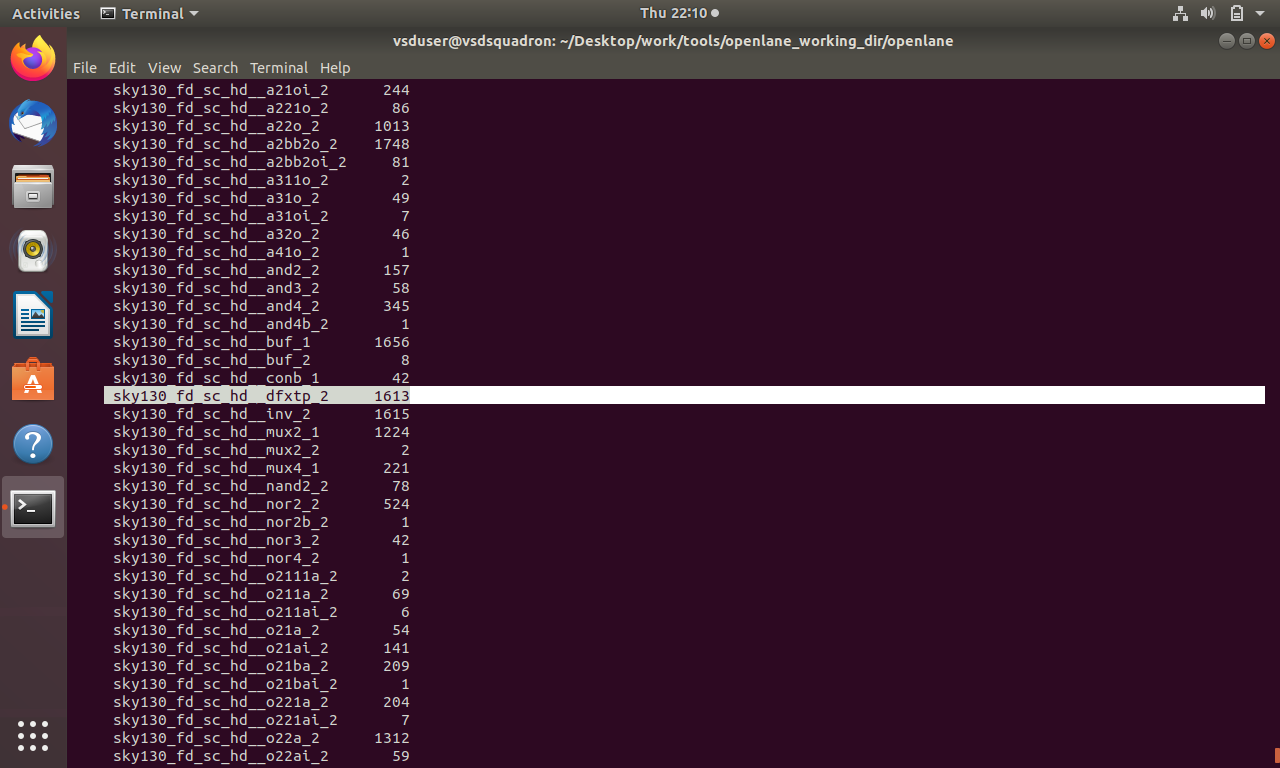 Activities Terminal Thu 22:10
vsduser@vsdsquadron: ~/Desktop/work/tools/openlane_working_dir/openlane
File Edit View Search Terminal Help
sky130_fd_sc_hd__a21oi_2 244
sky130_fd_sc_hd__a221o_2 86
sky130_fd_sc_hd__a22o_2 1013
sky130_fd_sc_hd__a2bb2o_2 1748
sky130_fd_sc_hd__a2bb2oi_2 81
sky130_fd_sc_hd__a311o_2 2
sky130_fd_sc_hd__a31o_2 49
sky130_fd_sc_hd__a31oi_2 7
sky130_fd_sc_hd__a32o_2 46
sky130_fd_sc_hd__a41o_2 1
sky130_fd_sc_hd__and2_2 157
sky130_fd_sc_hd__and3_2 58
sky130_fd_sc_hd__and4_2 345
sky130_fd_sc_hd__and4b_2 1
sky130_fd_sc_hd__buf_1 1656
sky130_fd_sc_hd__buf_2 8
sky130_fd_sc_hd__conb_1 42
sky130_fd_sc_hd__dfxtp_2 1613
sky130_fd_sc_hd__inv_2 1615
sky130_fd_sc_hd__mux2_1 1224
sky130_fd_sc_hd__mux2_2 2
sky130_fd_sc_hd__mux4_1 221
sky130_fd_sc_hd__nand2_2 78
sky130_fd_sc_hd__nor2_2 524
sky130_fd_sc_hd__nor2b_2 1
sky130_fd_sc_hd__nor3_2 42
sky130_fd_sc_hd__nor4_2 1
sky130_fd_sc_hd__o2111a_2 2
sky130_fd_sc_hd__o211a_2 69
sky130_fd_sc_hd__o211ai_2 6
sky130_fd_sc_hd__o21a_2 54
sky130_fd_sc_hd__o21ai_2 141
sky130_fd_sc_hd__o21ba_2 209
sky130_fd_sc_hd__o21bai_2 1
sky130_fd_sc_hd__o221a_2 204
sky130_fd_sc_hd__o221ai_2 7
sky130_fd_sc_hd__o22a_2 1312
sky130_fd_sc_hd__o22ai_2 59